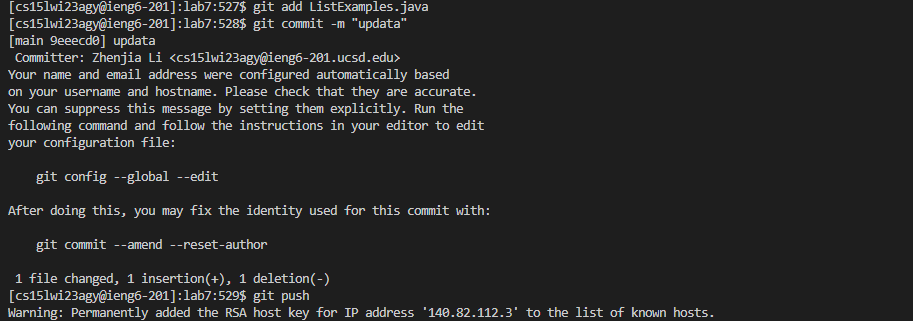 [cs15lwi23agy@ieng6-201]:lab7:527$ git add ListExamples.java
[cs15lwi23agy@ieng6-201]:lab7:528$ git commit -m "updata"
[main 9eeecd0] updata
 Committer: Zhenjia Li <cs15lwi23agy@ieng6-201.ucsd.edu>
Your name and email address were configured automatically based
on your username and hostname. Please check that they are accurate.
You can suppress this message by setting them explicitly. Run the
following command and follow the instructions in your editor to edit
your configuration file:

    git config --global --edit

After doing this, you may fix the identity used for this commit with:

    git commit --amend --reset-author

 1 file changed, 1 insertion(+), 1 deletion(-)
[cs15lwi23agy@ieng6-201]:lab7:529$ git push
Warning: Permanently added the RSA host key for IP address '140.82.112.3' to the list of known hosts.